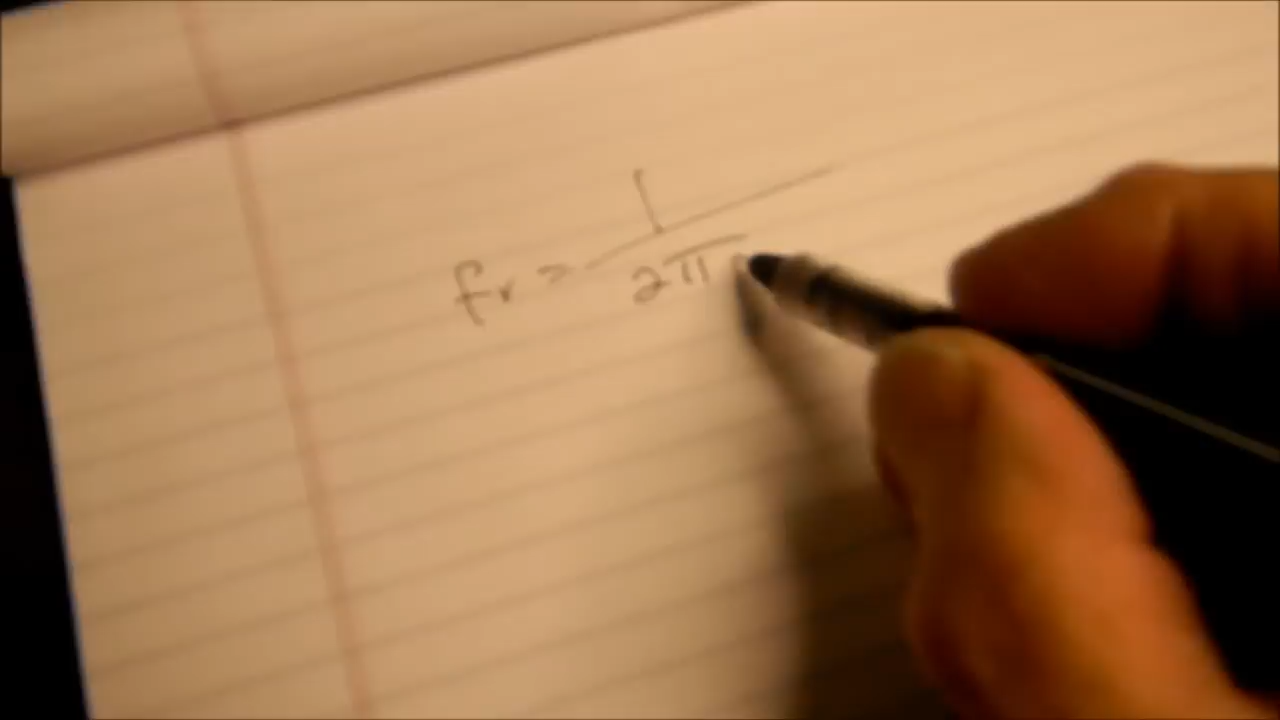 fr = 1/2π